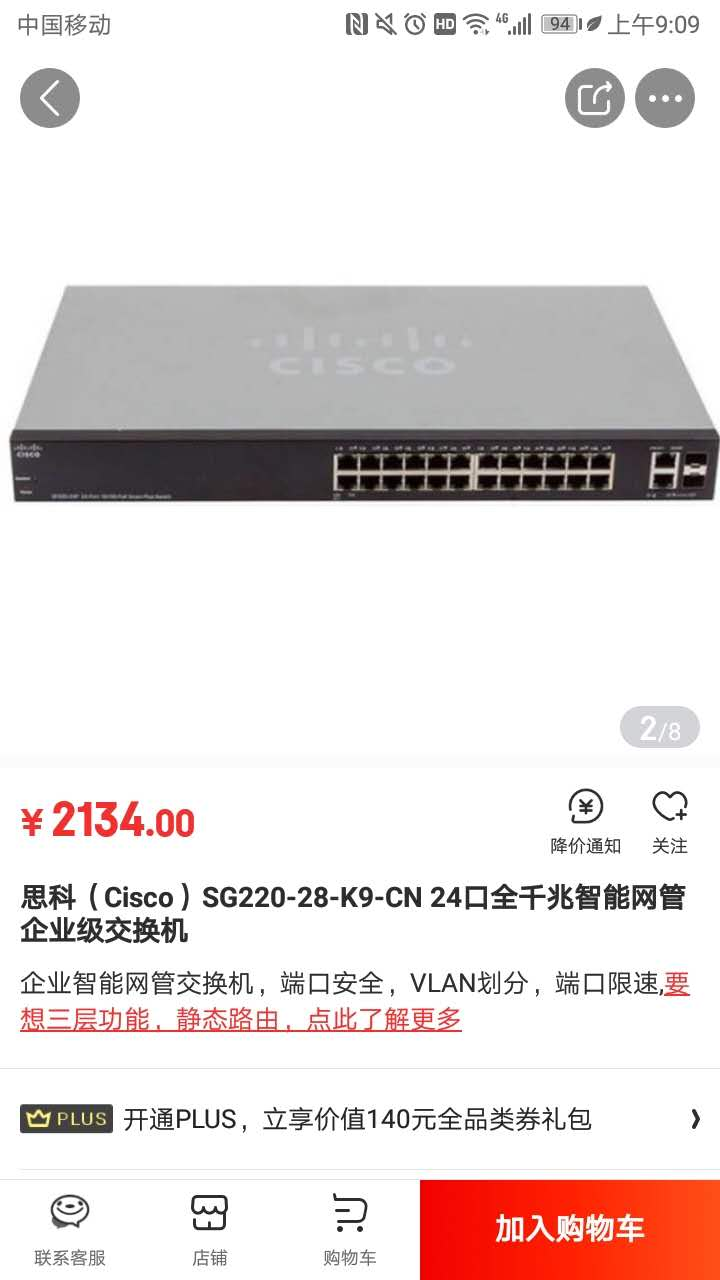 中国移动
HD
4G
94
上午9:09
CISCO
CISCO
2/8
¥ 2134.00
降价通知
关注
思科（Cisco）SG220-28-K9-CN 24口全千兆智能网管
企业级交换机
企业智能网管交换机，端口安全，VLAN划分，端口限速,要
想三层功能，静态路由，点此了解更多
PLUS 开通PLUS，立享价值140元全品类券礼包
联系客服
店铺
购物车
加入购物车